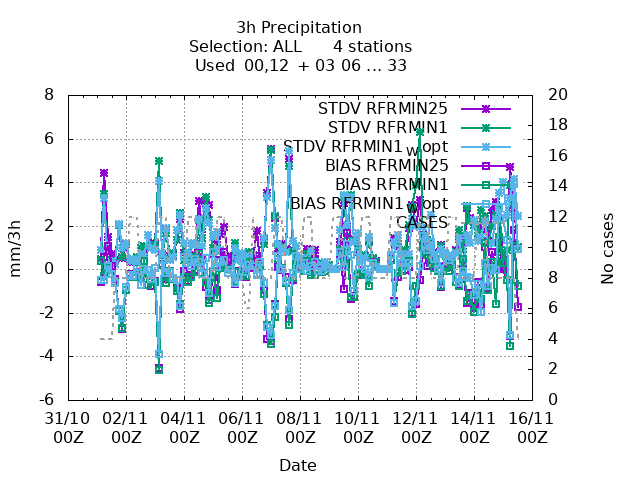 3h Precipitation
Selection: ALL 4 stations
Used 00,12 + 03 06 ... 33
8 20
STDV RFRMIN25
18
STDV RFRMIN1
6
16
STDV RFRMIN1_w_opt
BIAS RFRMIN25
4 14
BIAS RFRMIN1
BIAS RFRMIN1_w_opt
12
CASES
2
10
0
8
-2 6
4
-4
2
-6 0
mm/3h
No cases
31/10 02/11 04/11 06/11 08/11 10/11 12/11 14/11 16/11
00Z 00Z 00Z 00Z 00Z 00Z 00Z 00Z 00Z
Date